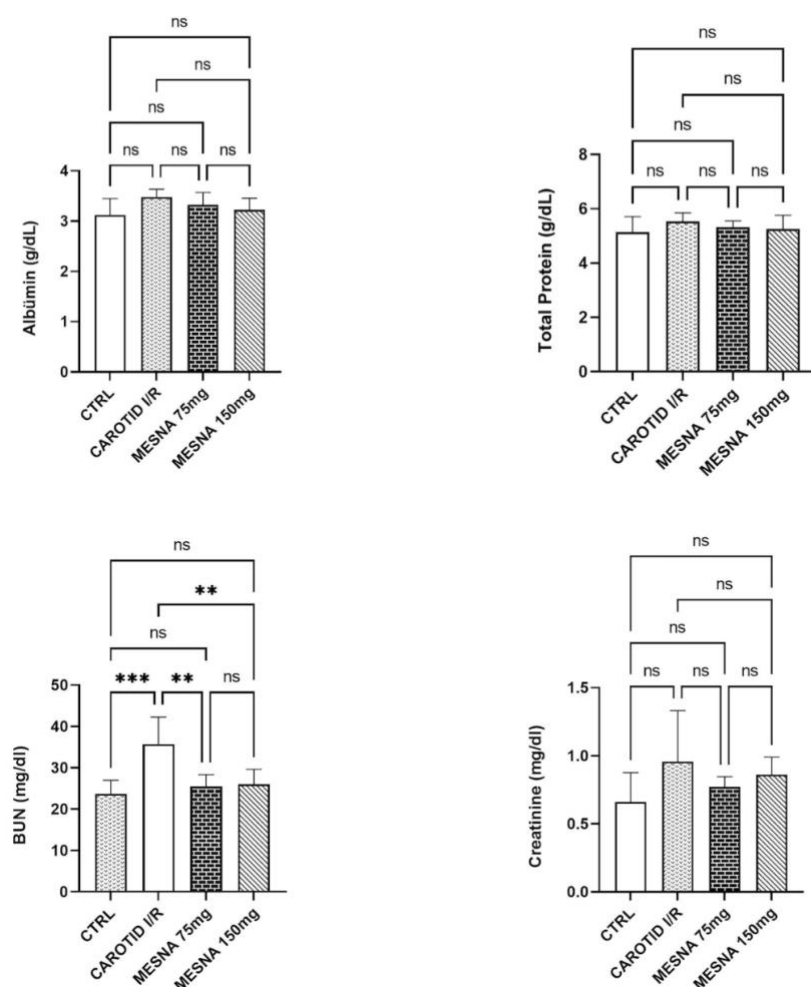 ns
ns
ns
ns ns ns
Albümin (g/dL)
4
3
2
1
0
CTRL
CAROTID I/R
MESNA 75mg
MESNA 150mg
ns
ns
ns
ns ns ns
Total Protein (g/dL)
8
6
4
2
0
CTRL
CAROTID I/R
MESNA 75mg
MESNA 150mg
ns
**
ns
*** ** ns
BUN (mg/dl)
50
40
30
20
10
0
CTRL
CAROTID I/R
MESNA 75mg
MESNA 150mg
ns
ns
ns
ns ns ns
Creatinine (mg/dl)
1.5
1.0
0.5
0.0
CTRL
CAROTID I/R
MESNA 75mg
MESNA 150mg